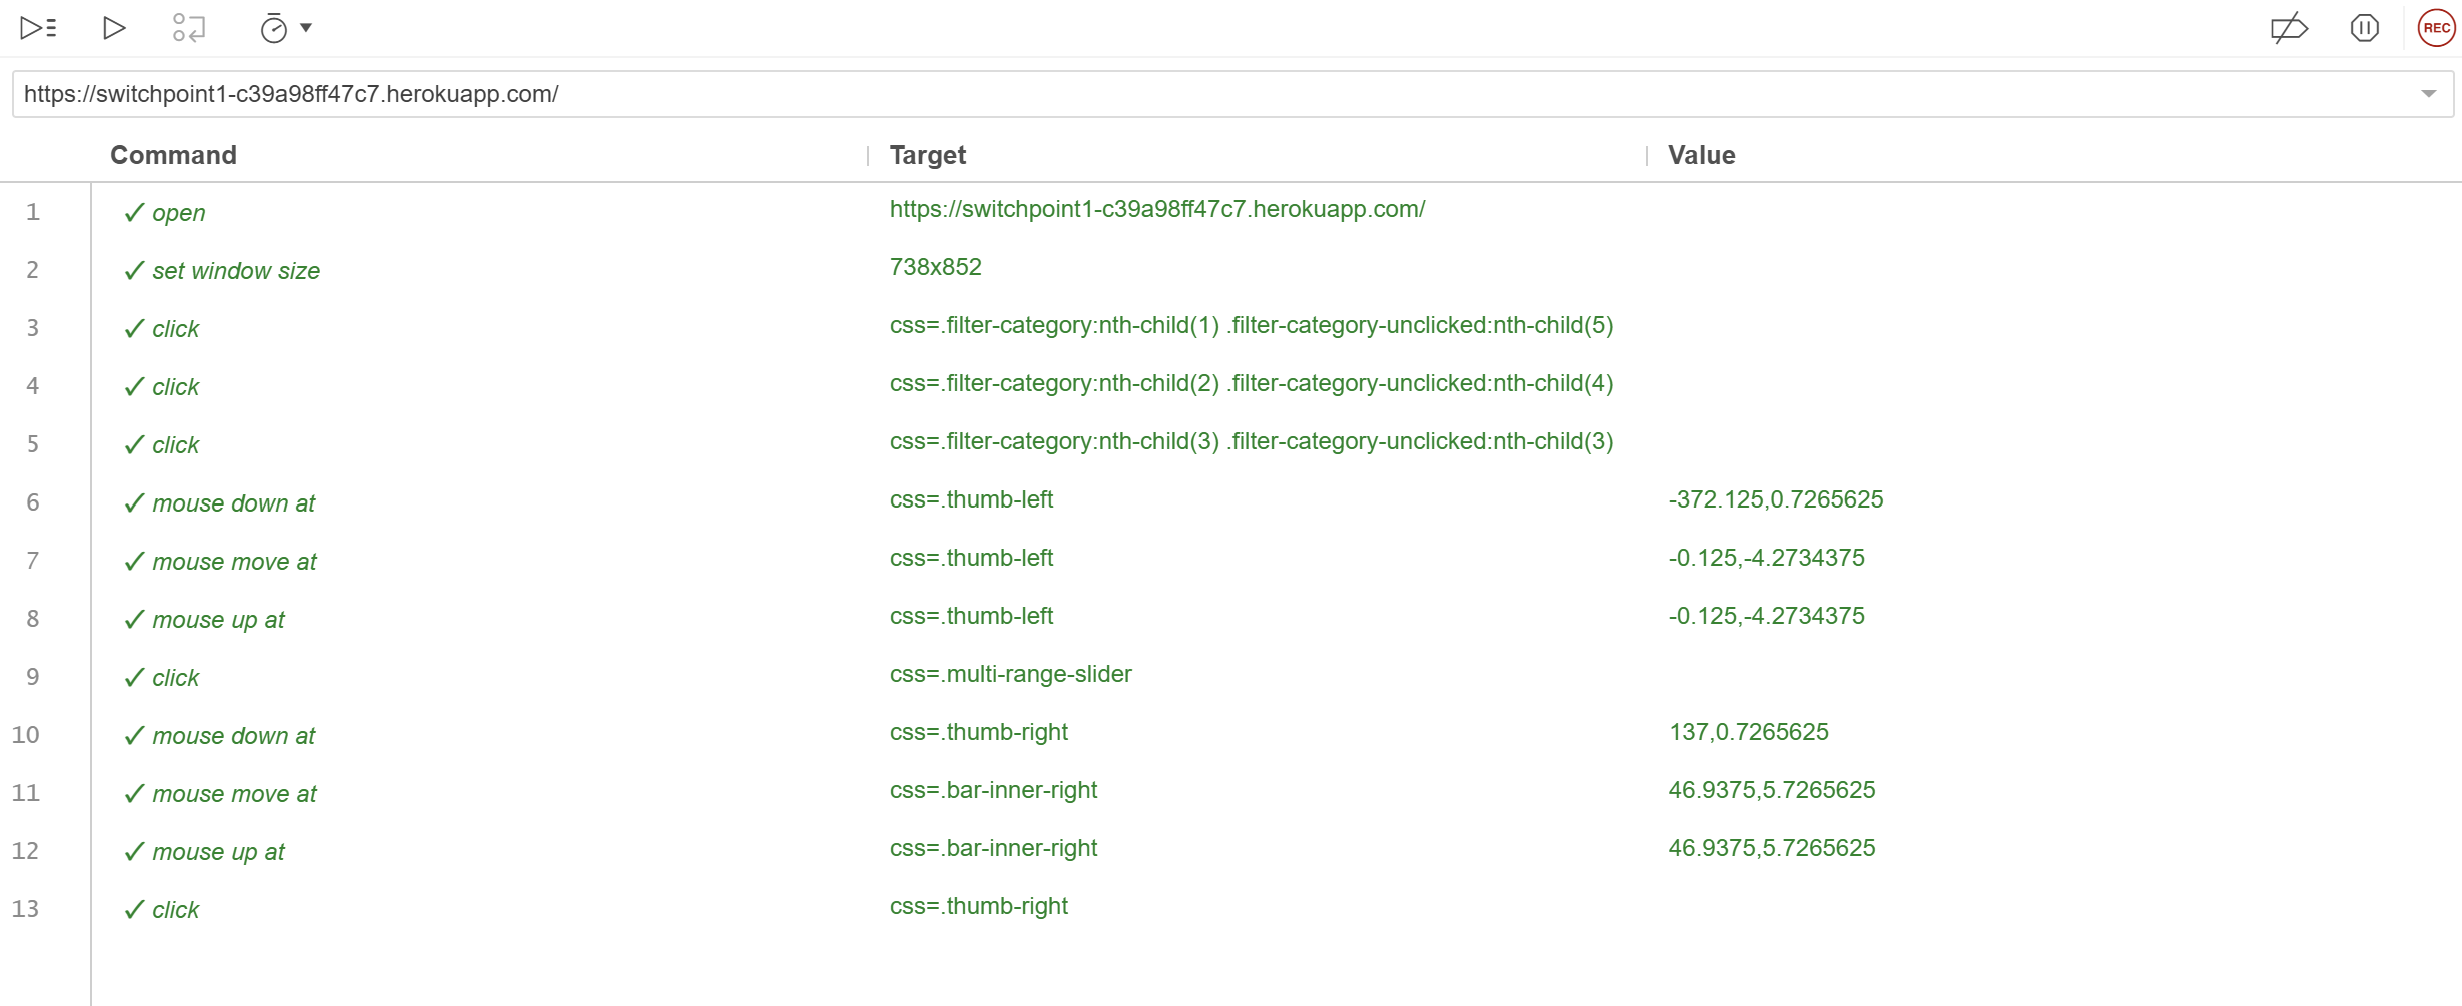 REC
https://switchpoint1-c39a98ff47c7.herokuapp.com/
Command Target Value
1 ✓ open https://switchpoint1-c39a98ff47c7.herokuapp.com/
2 ✓ set window size 738x852
3 ✓ click css=.filter-category:nth-child(1) .filter-category-unclicked:nth-child(5)
4 ✓ click css=.filter-category:nth-child(2) .filter-category-unclicked:nth-child(4)
5 ✓ click css=.filter-category:nth-child(3) .filter-category-unclicked:nth-child(3)
6 ✓ mouse down at css=.thumb-left -372.125,0.7265625
7 ✓ mouse move at css=.thumb-left -0.125,-4.2734375
8 ✓ mouse up at css=.thumb-left -0.125,-4.2734375
9 ✓ click css=.multi-range-slider
10 ✓ mouse down at css=.thumb-right 137,0.7265625
11 ✓ mouse move at css=.bar-inner-right 46.9375,5.7265625
12 ✓ mouse up at css=.bar-inner-right 46.9375,5.7265625
13 ✓ click css=.thumb-right